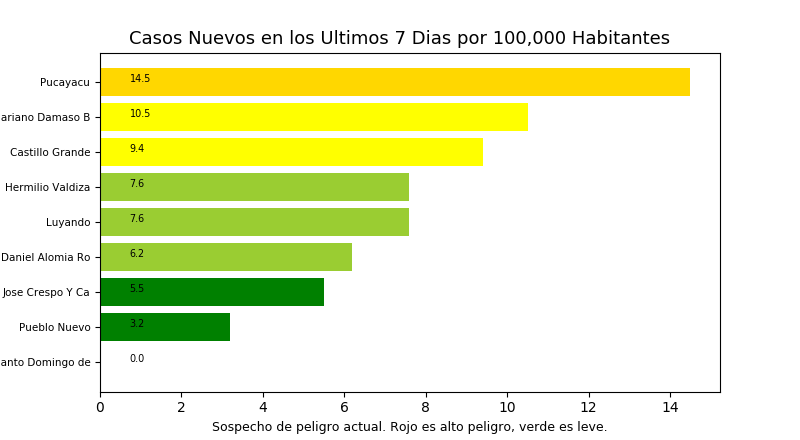 Casos Nuevos en los Ultimos 7 Dias por 100,000 Habitantes
Pucayacu 14.5
ariano Damaso B 10.5
Castillo Grande 9.4
Hermilio Valdiza 7.6
Luyando 7.6
Daniel Alomia Ro 6.2
Jose Crespo Y Ca 5.5
Pueblo Nuevo 3.2
anto Domingo de 0.0
0 2 4 6 8 10 12 14
Sospecho de peligro actual. Rojo es alto peligro, verde es leve.